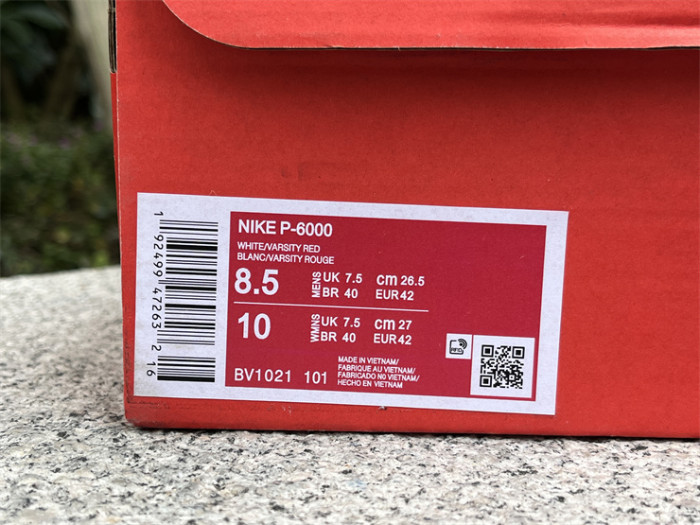 1 92499 47263 2 16
NIKE P-6000
WHITE/VARSITY RED
BLANC/VARSITY ROUGE
8.5 MENS UK 7.5 cm 26.5
BR 40 EUR 42
10 WMNS UK 7.5 cm 27
BR 40 EUR 42
BV1021 101
MADE IN VIETNAM/
FABRIQUE AU VIETNAM/
FABRICADO NO VIETNAM/
HECHO EN VIETNAM